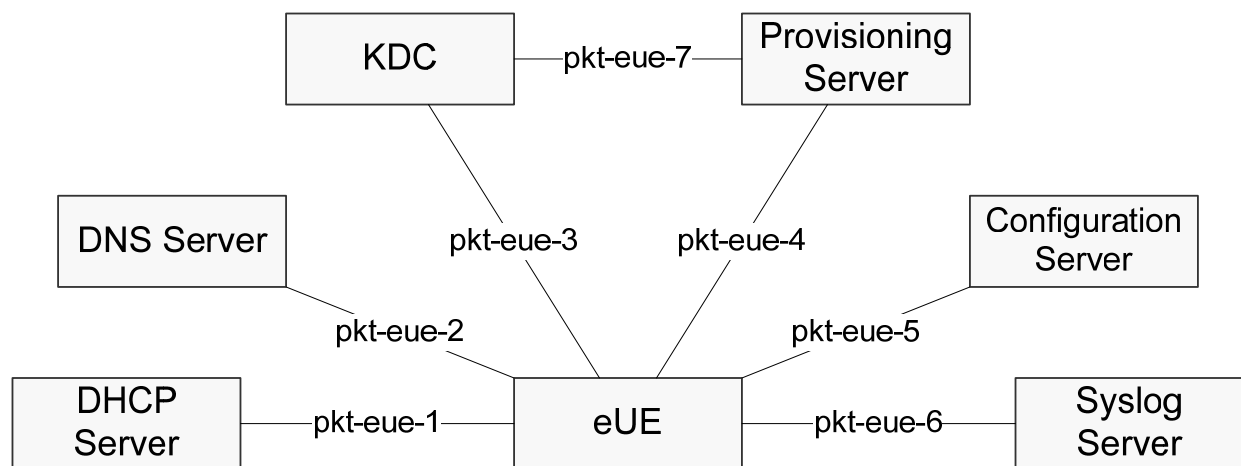 KDC
pkt-eue-7
Provisioning
Server
DNS Server
pkt-eue-3
pkt-eue-4
Configuration
Server
pkt-eue-2
pkt-eue-5
DHCP
Server
pkt-eue-1
eUE
pkt-eue-6
Syslog
Server